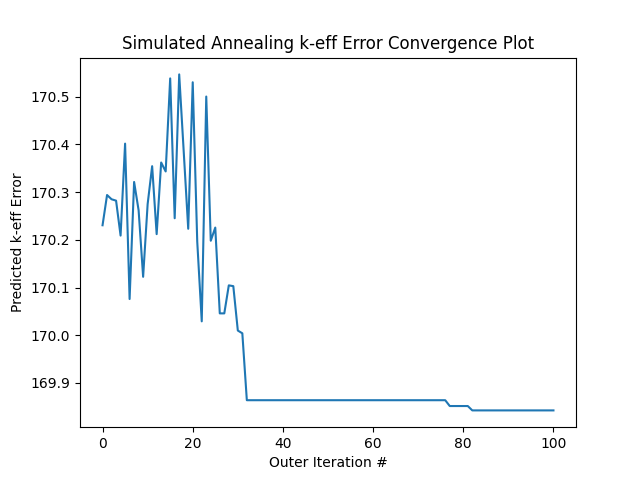 Simulated Annealing k-eff Error Convergence Plot
Predicted k-eff Error
170.5
170.4
170.3
170.2
170.1
170.0
169.9
0 20 40 60 80 100
Outer Iteration #